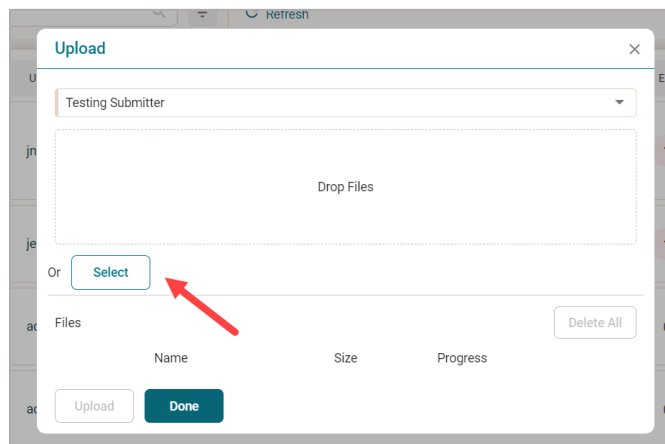 Refresh
Upload
Testing Submitter
Drop Files
Or Select
Files Delete All
Name Size Progress
Upload Done